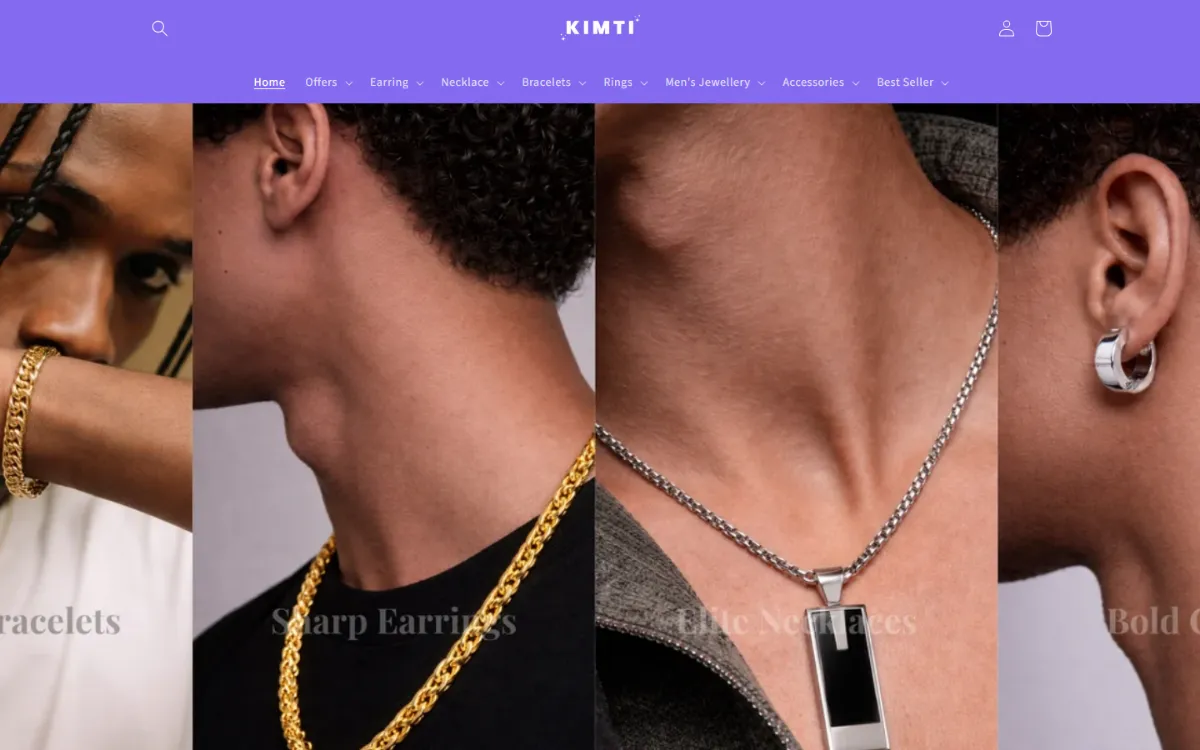 KIMTI
Home Offers Earring Necklace Bracelets Rings Men's Jewellery Accessories Best Seller
racelets
Sharp Earrings
Elite Necklaces
Bold